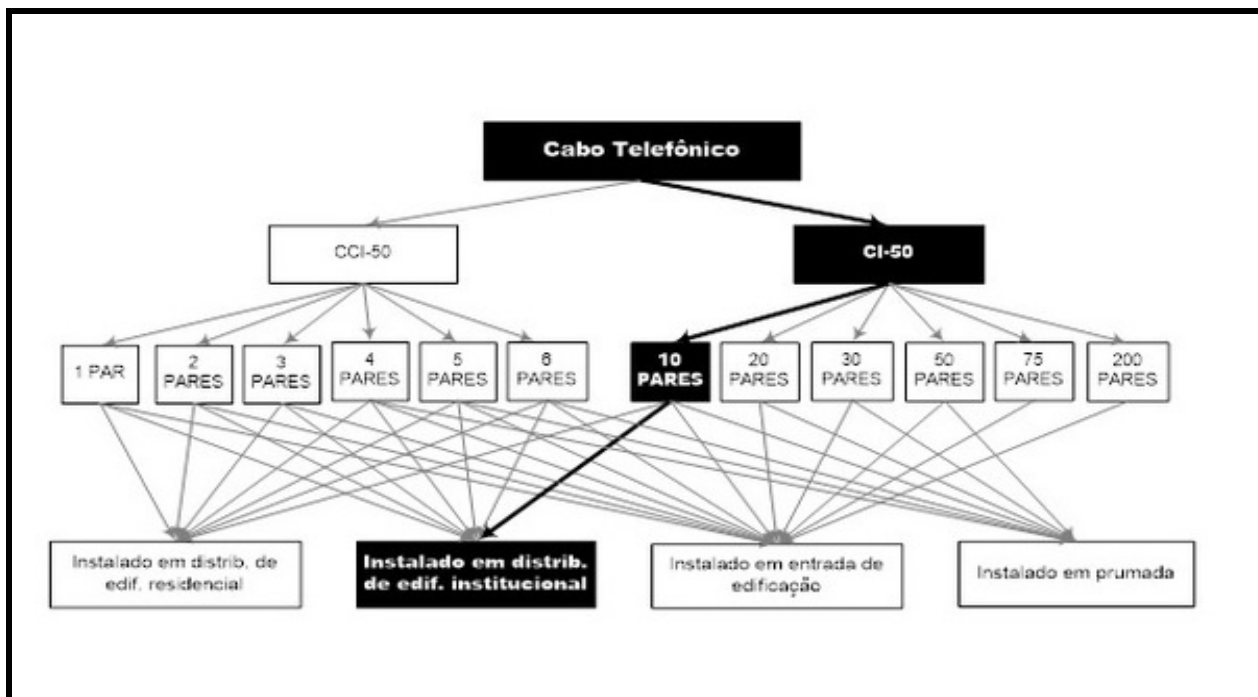 Cabo Telefônico
CCI-50
CI-50
1 PAR
2
PARES
3
PARES
4
PARES
5
PARES
6
PARES
10
PARES
20
PARES
30
PARES
50
PARES
75
PARES
200
PARES
Instalado em distrib. de
edif. residencial
Instalado em distrib.
de edif. institucional
Instalado em entrada de
edificação
Instalado em prumada